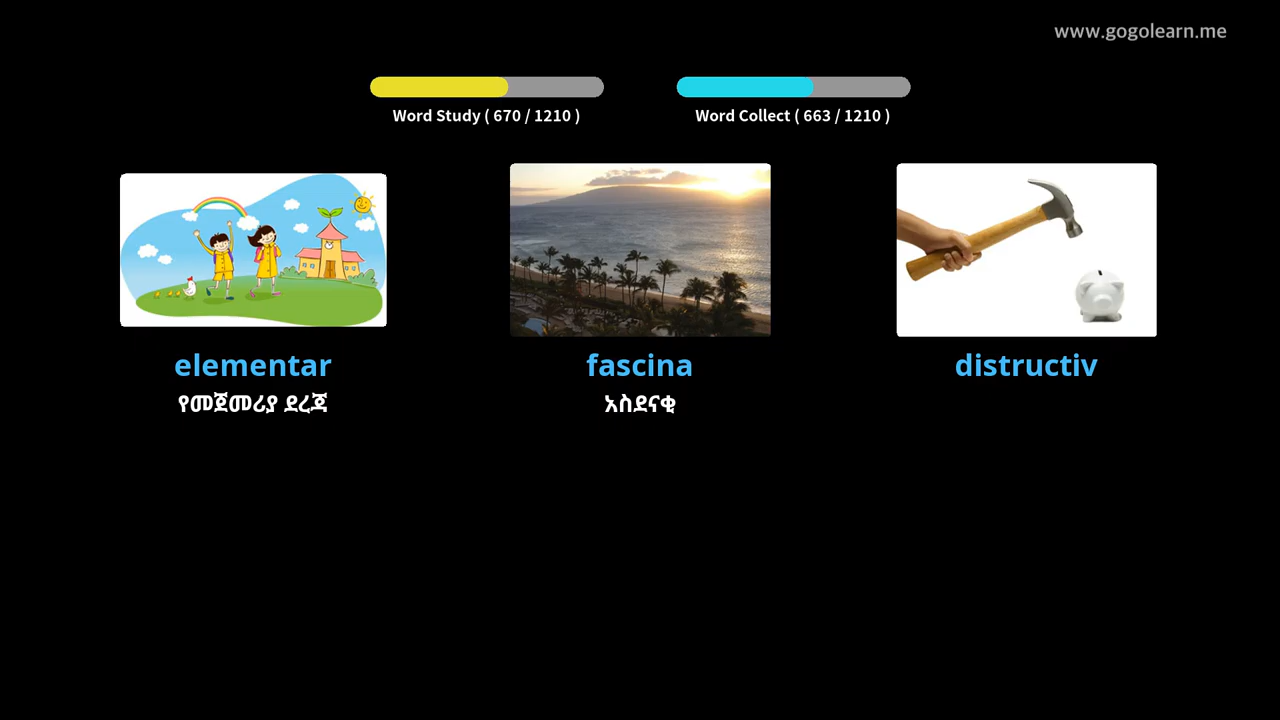 www.gogolearn.me
Word Study ( 670 / 1210 )
Word Collect ( 663 / 1210 )
elementar
የመጀመሪያ ደረጃ
fascina
አስደናቂ
distructiv